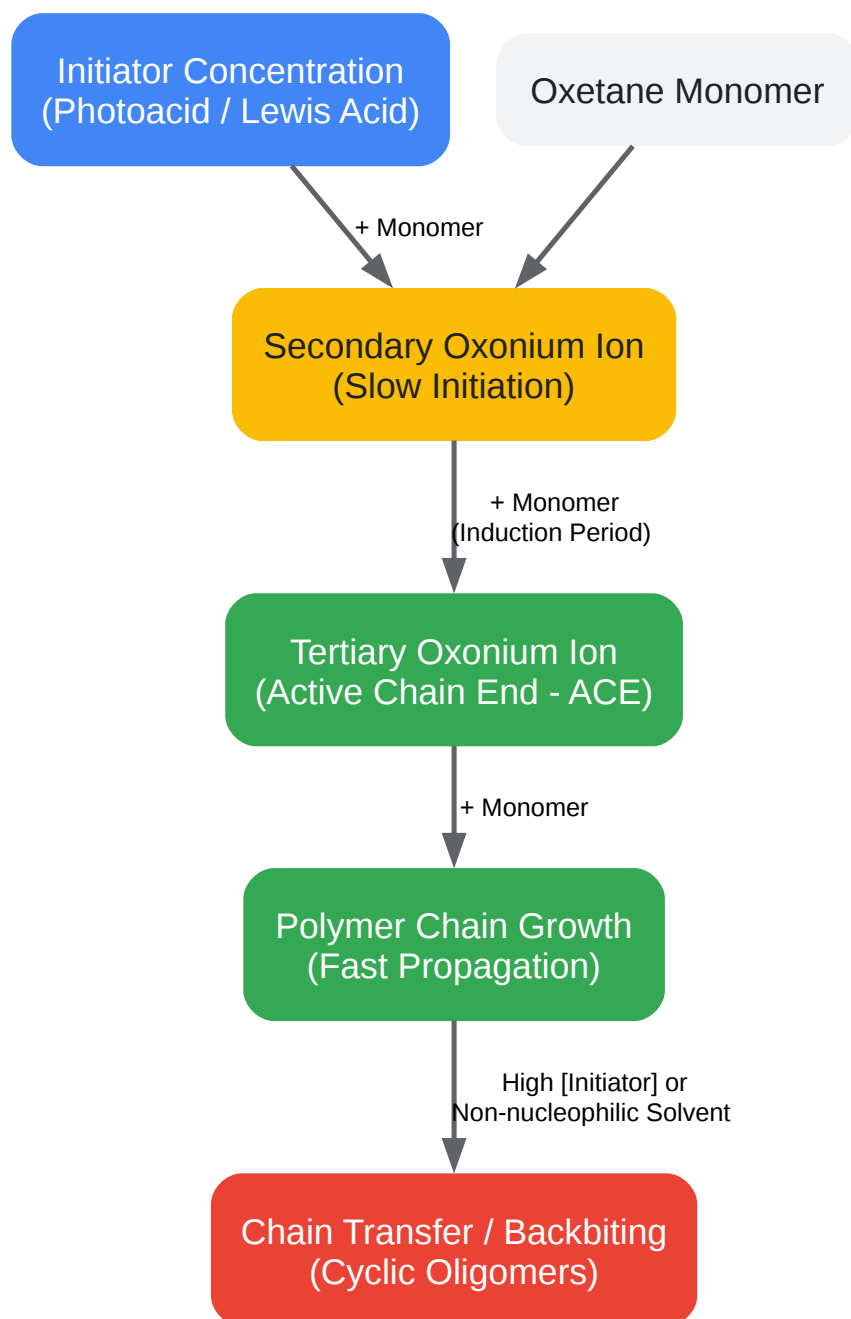 Initiator Concentration
(Photoacid / Lewis Acid)
Oxetane Monomer
+ Monomer
Secondary Oxonium Ion
(Slow Initiation)
+ Monomer
(Induction Period)
Tertiary Oxonium Ion
(Active Chain End - ACE)
+ Monomer
Polymer Chain Growth
(Fast Propagation)
High [Initiator] or
Non-nucleophilic Solvent
Chain Transfer / Backbiting
(Cyclic Oligomers)